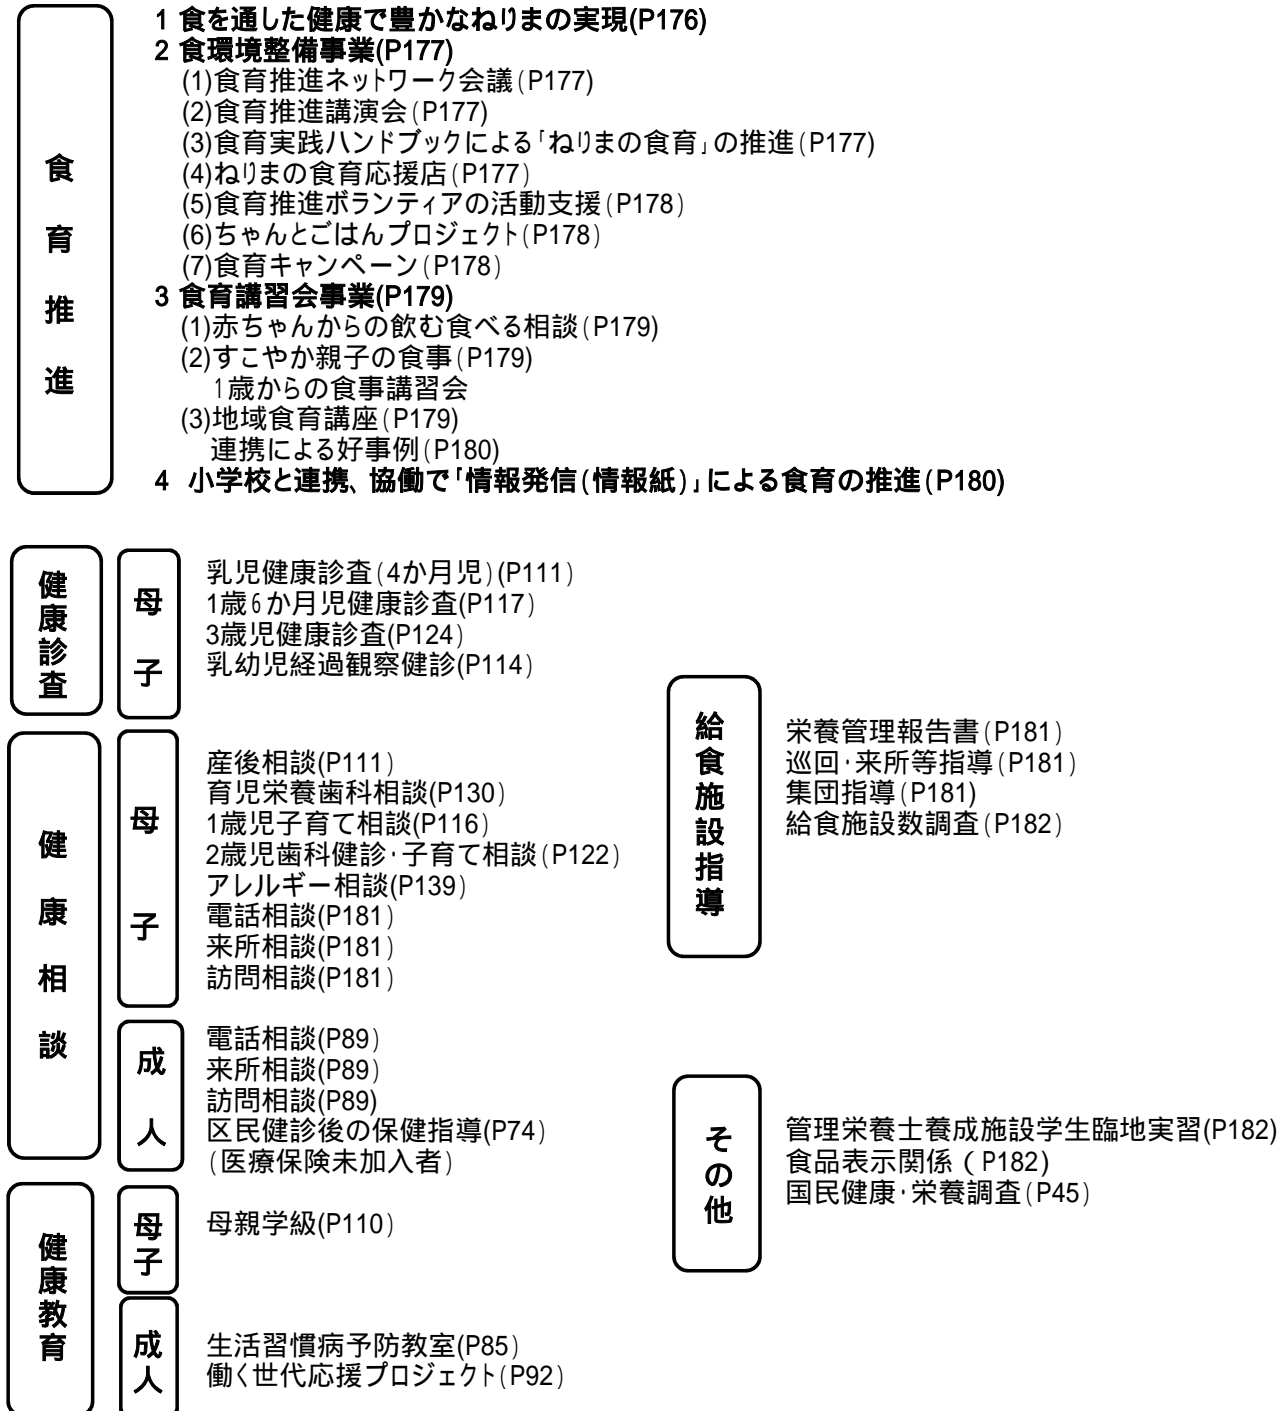 食育推進
1 食を通した健康で豊かなねりまの実現(P176)
2 食環境整備事業(P177)
(1)食育推進ネットワーク会議(P177)
(2)食育推進講演会(P177)
(3)食育実践ハンドブックによる「ねりまの食育」の推進(P177)
(4)ねりまの食育応援店(P177)
(5)食育推進ボランティアの活動支援(P178)
(6)ちゃんとごはんプロジェクト(P178)
(7)食育キャンペーン(P178)
3 食育講習会事業(P179)
(1)赤ちゃんからの飲む食べる相談(P179)
(2)すこやか親子の食事(P179)
1歳からの食事講習会
(3)地域食育講座(P179)
連携による好事例(P180)
4 小学校と連携、協働で「情報発信(情報紙)」による食育の推進(P180)
健康診査
母子
乳児健康診査(4か月児)(P111)
1歳6か月児健康診査(P117)
3歳児健康診査(P124)
乳幼児経過観察健診(P114)
健康相談
母子
産後相談(P111)
育児栄養歯科相談(P130)
1歳児子育て相談(P116)
2歳児歯科健診・子育て相談(P122)
アレルギー相談(P139)
電話相談(P181)
来所相談(P181)
訪問相談(P181)
成人
電話相談(P89)
来所相談(P89)
訪問相談(P89)
区民健診後の保健指導(P74)
(医療保険未加入者)
健康教育
母子
母親学級(P110)
成人
生活習慣病予防教室(P85)
働く世代応援プロジェクト(P92)
給食施設指導
栄養管理報告書(P181)
巡回・来所等指導(P181)
集団指導(P181)
給食施設数調査(P182)
その他
管理栄養士養成施設学生臨地実習(P182)
食品表示関係(P182)
国民健康・栄養調査(P45)